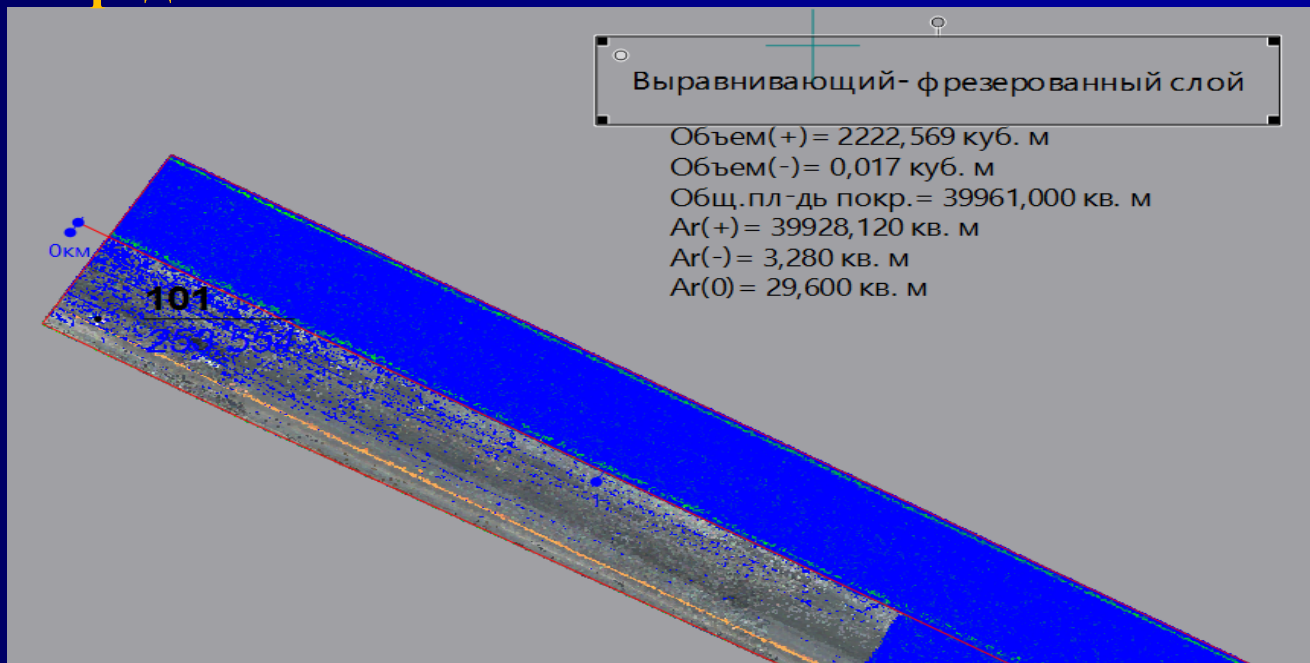 Выравнивающий- фрезерованный слой
Объем(+)= 2222,569 куб. м
Объем(-)= 0,017 куб. м
Общ.пл-дь покр.= 39961,000 кв. м
Ar(+)= 39928,120 кв. м
Ar(-)= 3,280 кв. м
Ar(0)= 29,600 кв. м
0км
101